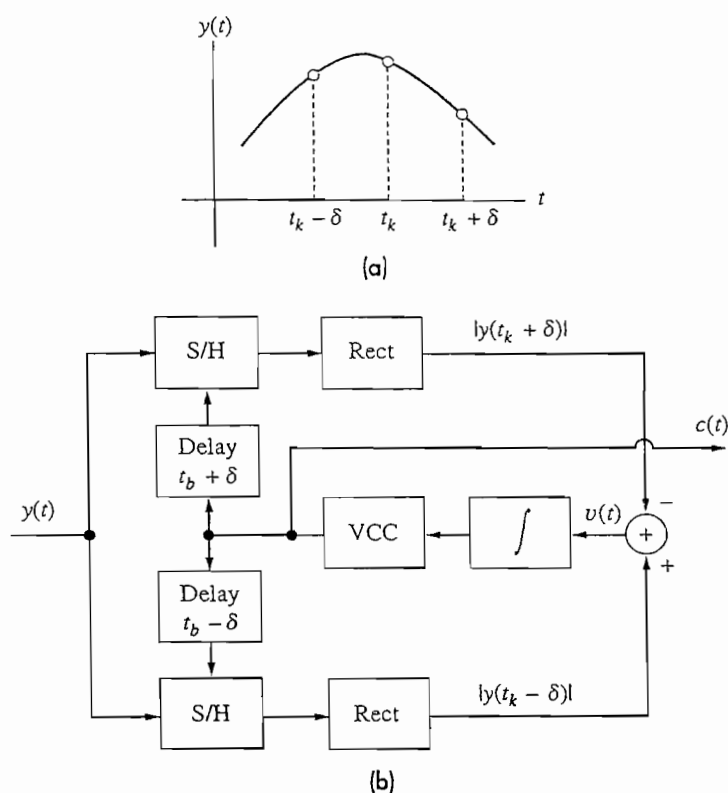 y(t)
t
t_k − δ
t_k
t_k + δ
(a)
S/H
Rect
|y(t_k + δ)|
c(t)
Delay
t_b + δ
−
y(t)
VCC
∫
v(t)
+
+
Delay
t_b − δ
S/H
Rect
|y(t_k − δ)|
(b)